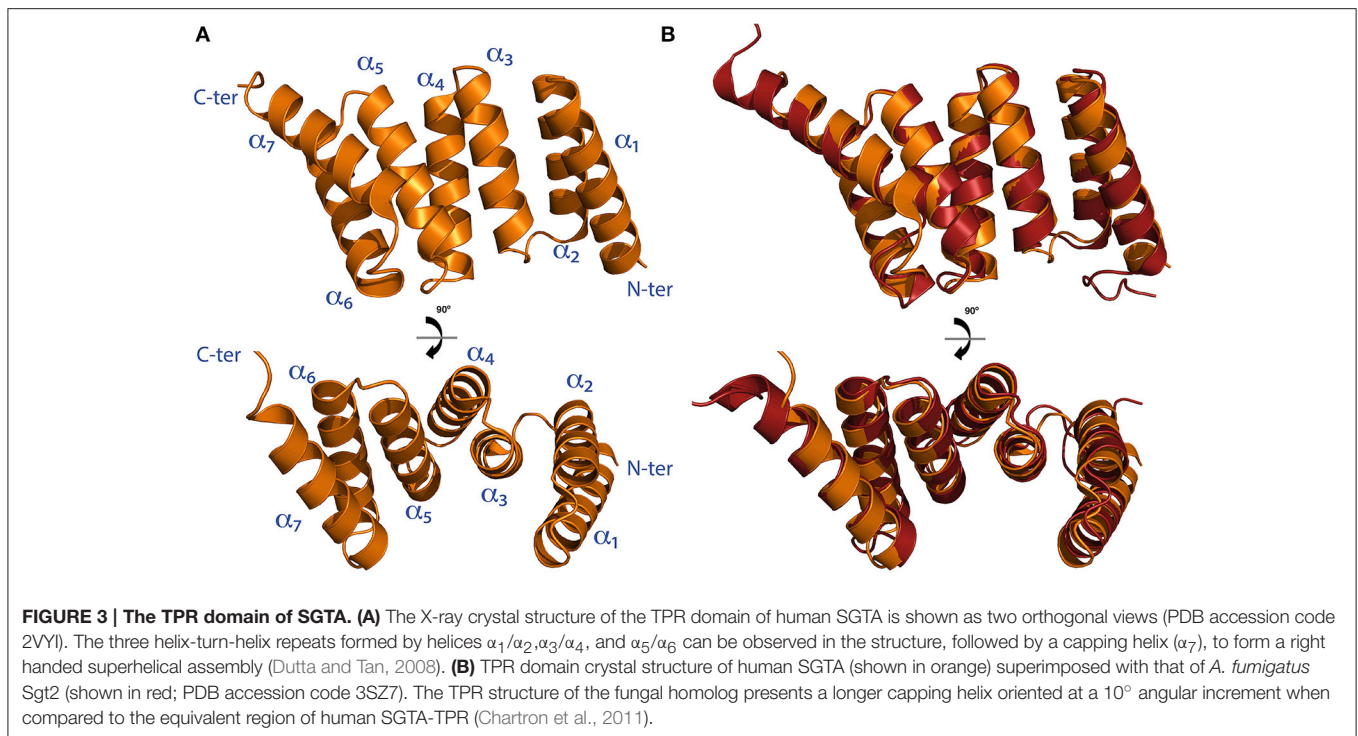 A
B
α3
α5
α4
C-ter
α7
α1
α2
α6
N-ter
90º
90º
C-ter
α4
α6
α2
N-ter
α3
α5
α7
α1
FIGURE 3 | The TPR domain of SGTA. (A) The X-ray crystal structure of the TPR domain of human SGTA is shown as two orthogonal views (PDB accession code
2VYI). The three helix-turn-helix repeats formed by helices α1/α2,α3/α4, and α5/α6 can be observed in the structure, followed by a capping helix (α7), to form a right
handed superhelical assembly (Dutta and Tan, 2008). (B) TPR domain crystal structure of human SGTA (shown in orange) superimposed with that of A. fumigatus
Sgt2 (shown in red; PDB accession code 3SZ7). The TPR structure of the fungal homolog presents a longer capping helix oriented at a 10° angular increment when
compared to the equivalent region of human SGTA-TPR (Chartron et al., 2011).